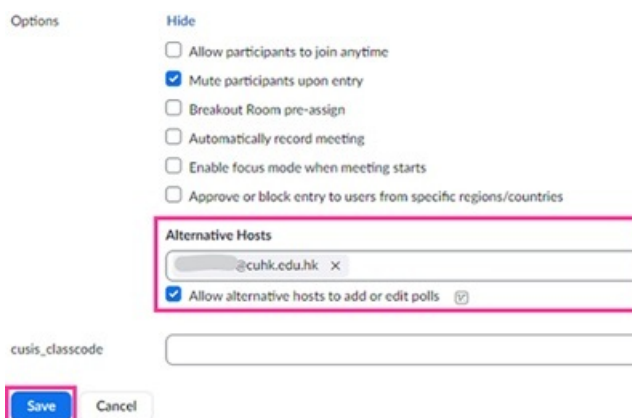 Options Hide
Allow participants to join anytime
Mute participants upon entry
Breakout Room pre-assign
Automatically record meeting
Enable focus mode when meeting starts
Approve or block entry to users from specific regions/countries
Alternative Hosts
@cuhk.edu.hk ×
Allow alternative hosts to add or edit polls
cusis_classcode
Save Cancel